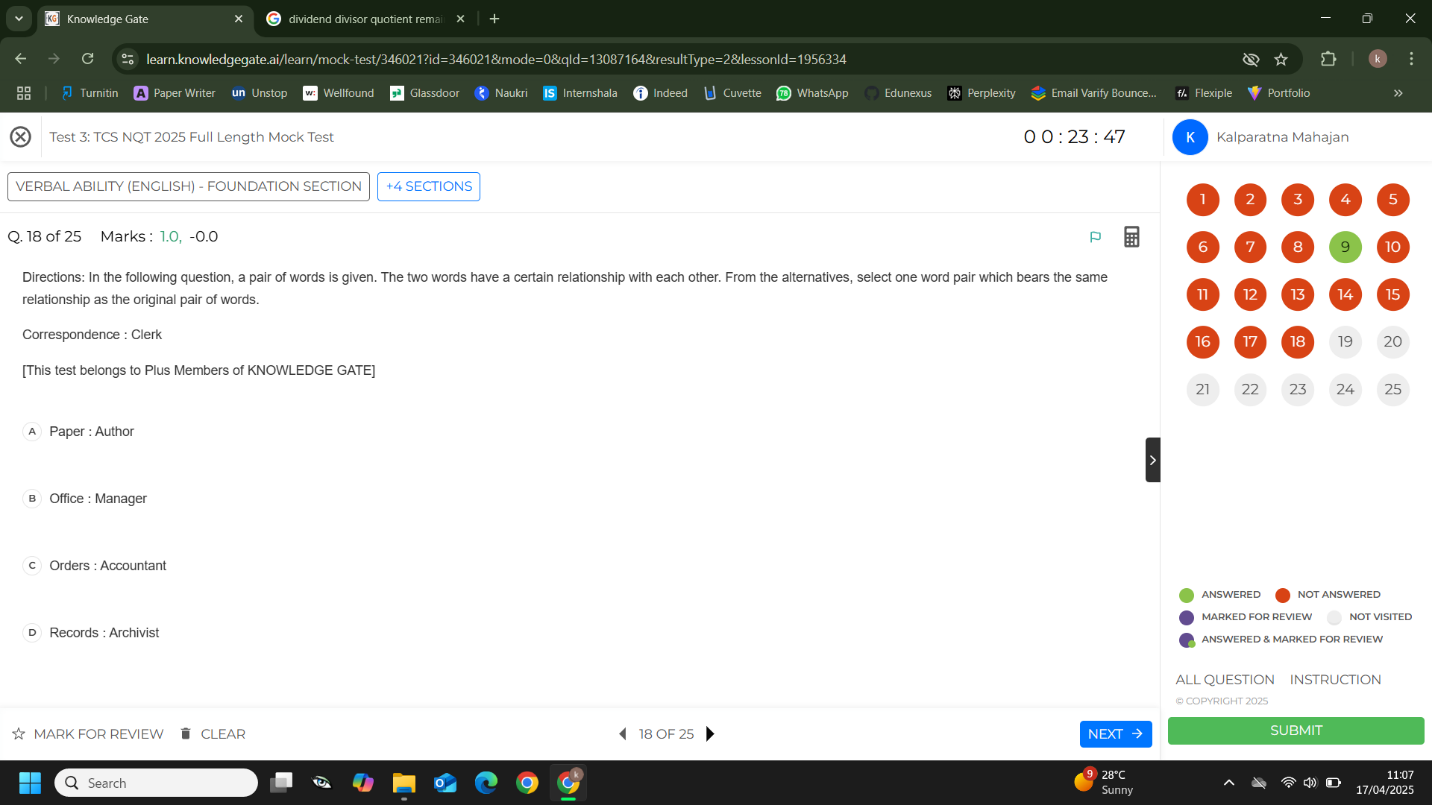 KG Knowledge Gate
dividend divisor quotient remai
learn.knowledgegate.ai/learn/mock-test/346021?id=346021&mode=0&qId=13087164&resultType=2&lessonId=1956334
k
Turnitin
A Paper Writer
un Unstop
w: Wellfound
Glassdoor
Naukri
IS Internshala
Indeed
Cuvette
WhatsApp
Edunexus
Perplexity
Email Varify Bounce...
Flexiple
Portfolio
Test 3: TCS NQT 2025 Full Length Mock Test
0 0 : 23 : 47
K Kalparatna Mahajan
VERBAL ABILITY (ENGLISH) - FOUNDATION SECTION +4 SECTIONS
Q. 18 of 25 Marks : 1.0, -0.0
Directions: In the following question, a pair of words is given. The two words have a certain relationship with each other. From the alternatives, select one word pair which bears the same
relationship as the original pair of words.
Correspondence : Clerk
[This test belongs to Plus Members of KNOWLEDGE GATE]
A Paper : Author
B Office : Manager
C Orders : Accountant
D Records : Archivist
1 2 3 4 5
6 7 8 9 10
11 12 13 14 15
16 17 18 19 20
21 22 23 24 25
ANSWERED NOT ANSWERED
MARKED FOR REVIEW NOT VISITED
ANSWERED & MARKED FOR REVIEW
ALL QUESTION INSTRUCTION
© COPYRIGHT 2025
SUBMIT
MARK FOR REVIEW CLEAR
18 OF 25
NEXT
Search
9
28°C
Sunny
11:07
17/04/2025